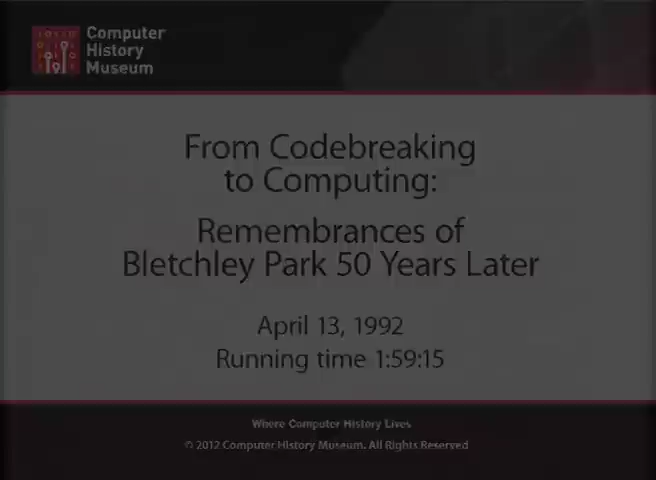 Computer
History
Museum
From Codebreaking
to Computing:
Remembrances of
Bletchley Park 50 Years Later
April 13, 1992
Running time 1:59:15
Where Computer History Lives
© 2012 Computer History Museum. All Rights Reserved